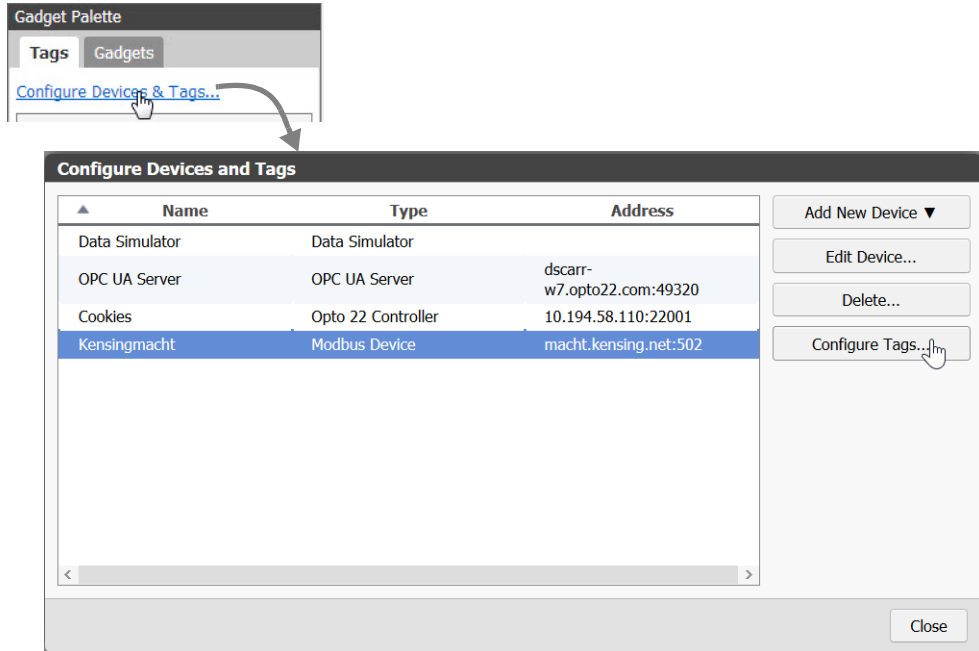 Gadget Palette
Tags Gadgets
Configure Devices & Tags...
Configure Devices and Tags
Name Type Address
Add New Device ▼
Data Simulator Data Simulator
Edit Device...
OPC UA Server OPC UA Server dscarr-
w7.opto22.com:49320
Delete...
Cookies Opto 22 Controller 10.194.58.110:22001
Kensingmacht Modbus Device macht.kensing.net:502
Configure Tags...
Close